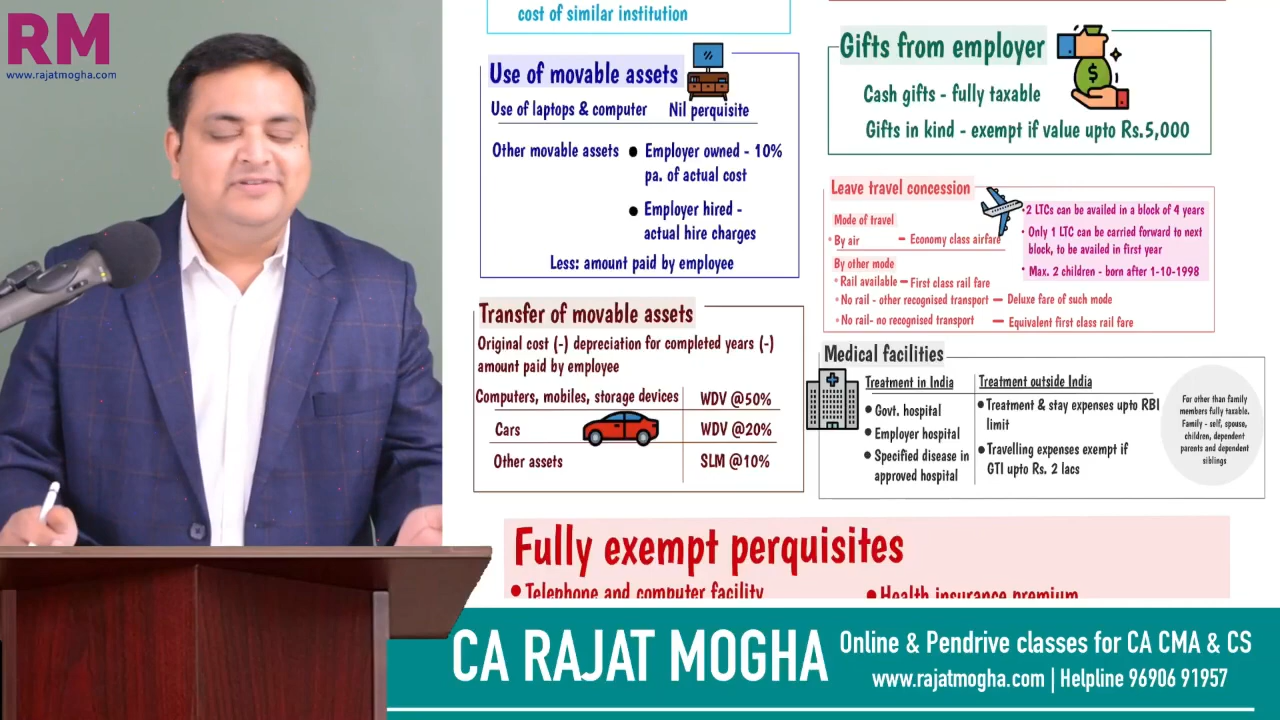 RM
www.rajatmogha.com
cost of similar institution
Use of movable assets
Use of laptops & computer Nil perquisite
Other movable assets ● Employer owned - 10%
pa. of actual cost
● Employer hired -
actual hire charges
Less: amount paid by employee
Transfer of movable assets
Original cost (-) depreciation for completed years (-)
amount paid by employee
Computers, mobiles, storage devices WDV @50%
Cars WDV @20%
Other assets SLM @10%
Gifts from employer
Cash gifts - fully taxable
Gifts in kind - exempt if value upto Rs.5,000
Leave travel concession
Mode of travel
• By air – Economy class airfare
By other mode
• Rail available – First class rail fare
• No rail - other recognised transport – Deluxe fare of such mode
• No rail- no recognised transport – Equivalent first class rail fare
• 2 LTCs can be availed in a block of 4 years
• Only 1 LTC can be carried forward to next
block, to be availed in first year
• Max. 2 children - born after 1-10-1998
Medical facilities
Treatment in India
● Govt. hospital
● Employer hospital
● Specified disease in
approved hospital
Treatment outside India
● Treatment & stay expenses upto RBI
limit
● Travelling expenses exempt if
GTI upto Rs. 2 lacs
For other than family
members fully taxable.
Family - self, spouse,
children, dependent
parents and dependent
siblings
Fully exempt perquisites
● Telephone and computer facility
● Health insurance premium
CA RAJAT MOGHA
Online & Pendrive classes for CA CMA & CS
www.rajatmogha.com | Helpline 96906 91957